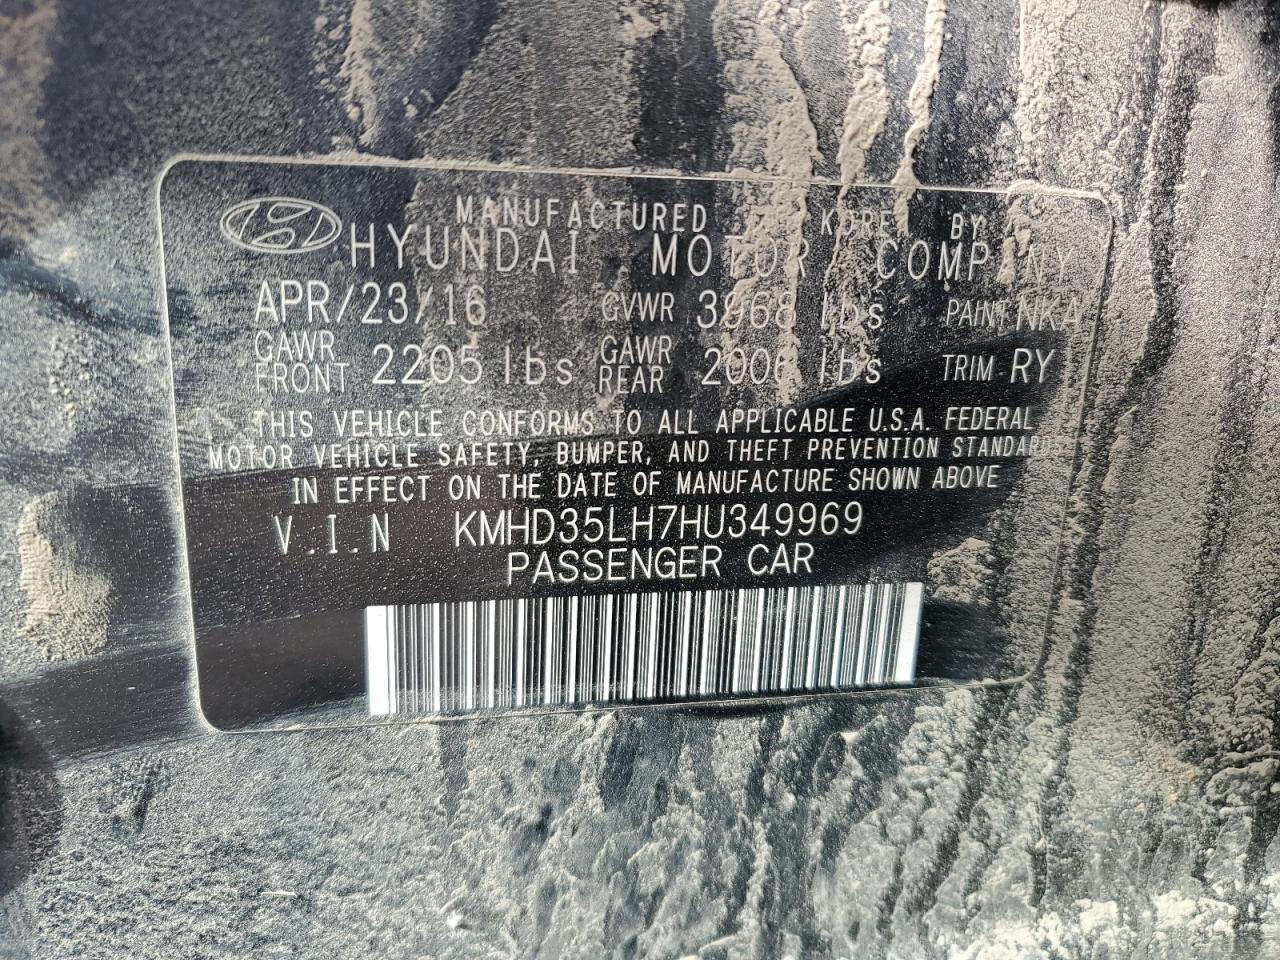 MANUFACTURED KOREA BY
HYUNDAI MOTOR COMPANY
APR/23/16 GVWR 3968 lbs PAINT NKA
GAWR FRONT 2205 lbs GAWR REAR 2006 lbs TRIM RY
THIS VEHICLE CONFORMS TO ALL APPLICABLE U.S.A. FEDERAL
MOTOR VEHICLE SAFETY, BUMPER, AND THEFT PREVENTION STANDARDS
IN EFFECT ON THE DATE OF MANUFACTURE SHOWN ABOVE
V.I.N KMHD35LH7HU349969
PASSENGER CAR